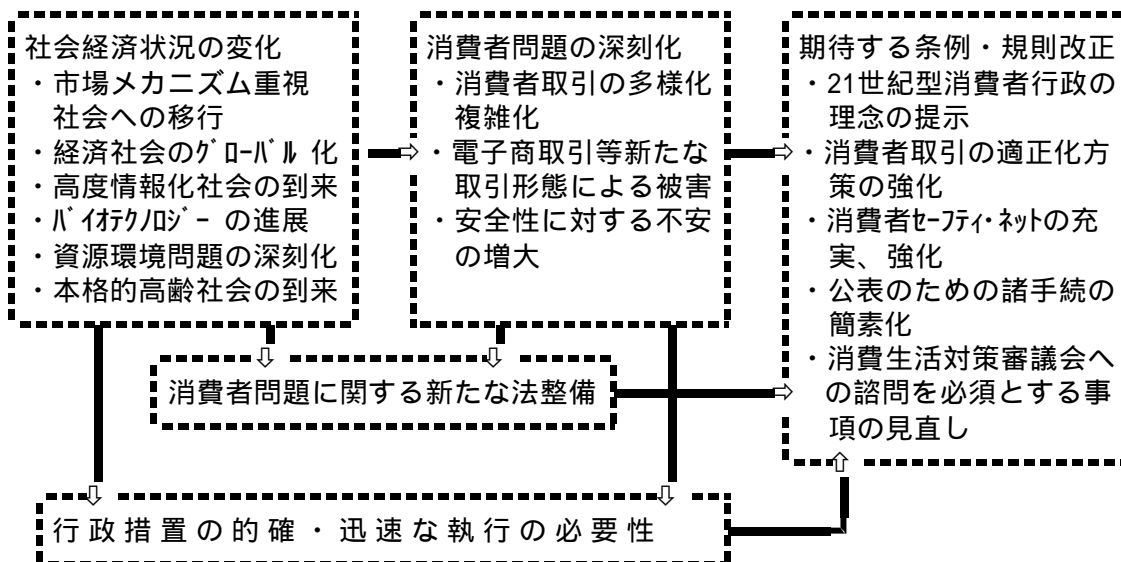 社会経済状況の変化
・市場メカニズム重視
社会への移行
・経済社会のグローバル化
・高度情報化社会の到来
・バイオテクノロジーの進展
・資源環境問題の深刻化
・本格的高齢社会の到来
消費者問題の深刻化
・消費者取引の多様化
複雑化
・電子商取引等新たな
取引形態による被害
・安全性に対する不安
の増大
期待する条例・規則改正
・21世紀型消費者行政の
理念の提示
・消費者取引の適正化方
策の強化
・消費者セーフティ・ネットの充
実、強化
・公表のための諸手続の
簡素化
・消費生活対策審議会へ
の諮問を必須とする事
項の見直し
消費者問題に関する新たな法整備
行政措置の的確・迅速な執行の必要性